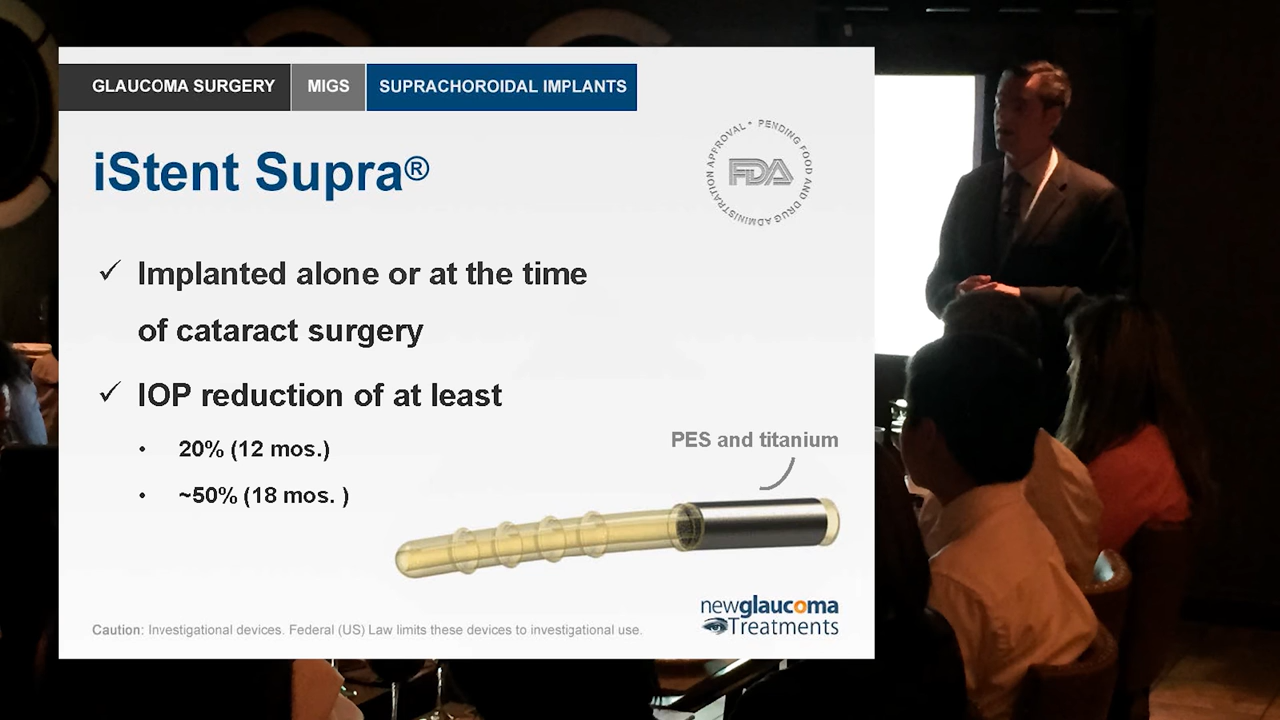 GLAUCOMA SURGERY
MIGS
SUPRACHOROIDAL IMPLANTS
iStent Supra®
* PENDING FOOD AND DRUG ADMINISTRATION APPROVAL
FDA
✓ Implanted alone or at the time
of cataract surgery
✓ IOP reduction of at least
• 20% (12 mos.)
• ~50% (18 mos. )
PES and titanium
newglaucoma
Treatments
Caution: Investigational devices. Federal (US) Law limits these devices to investigational use.